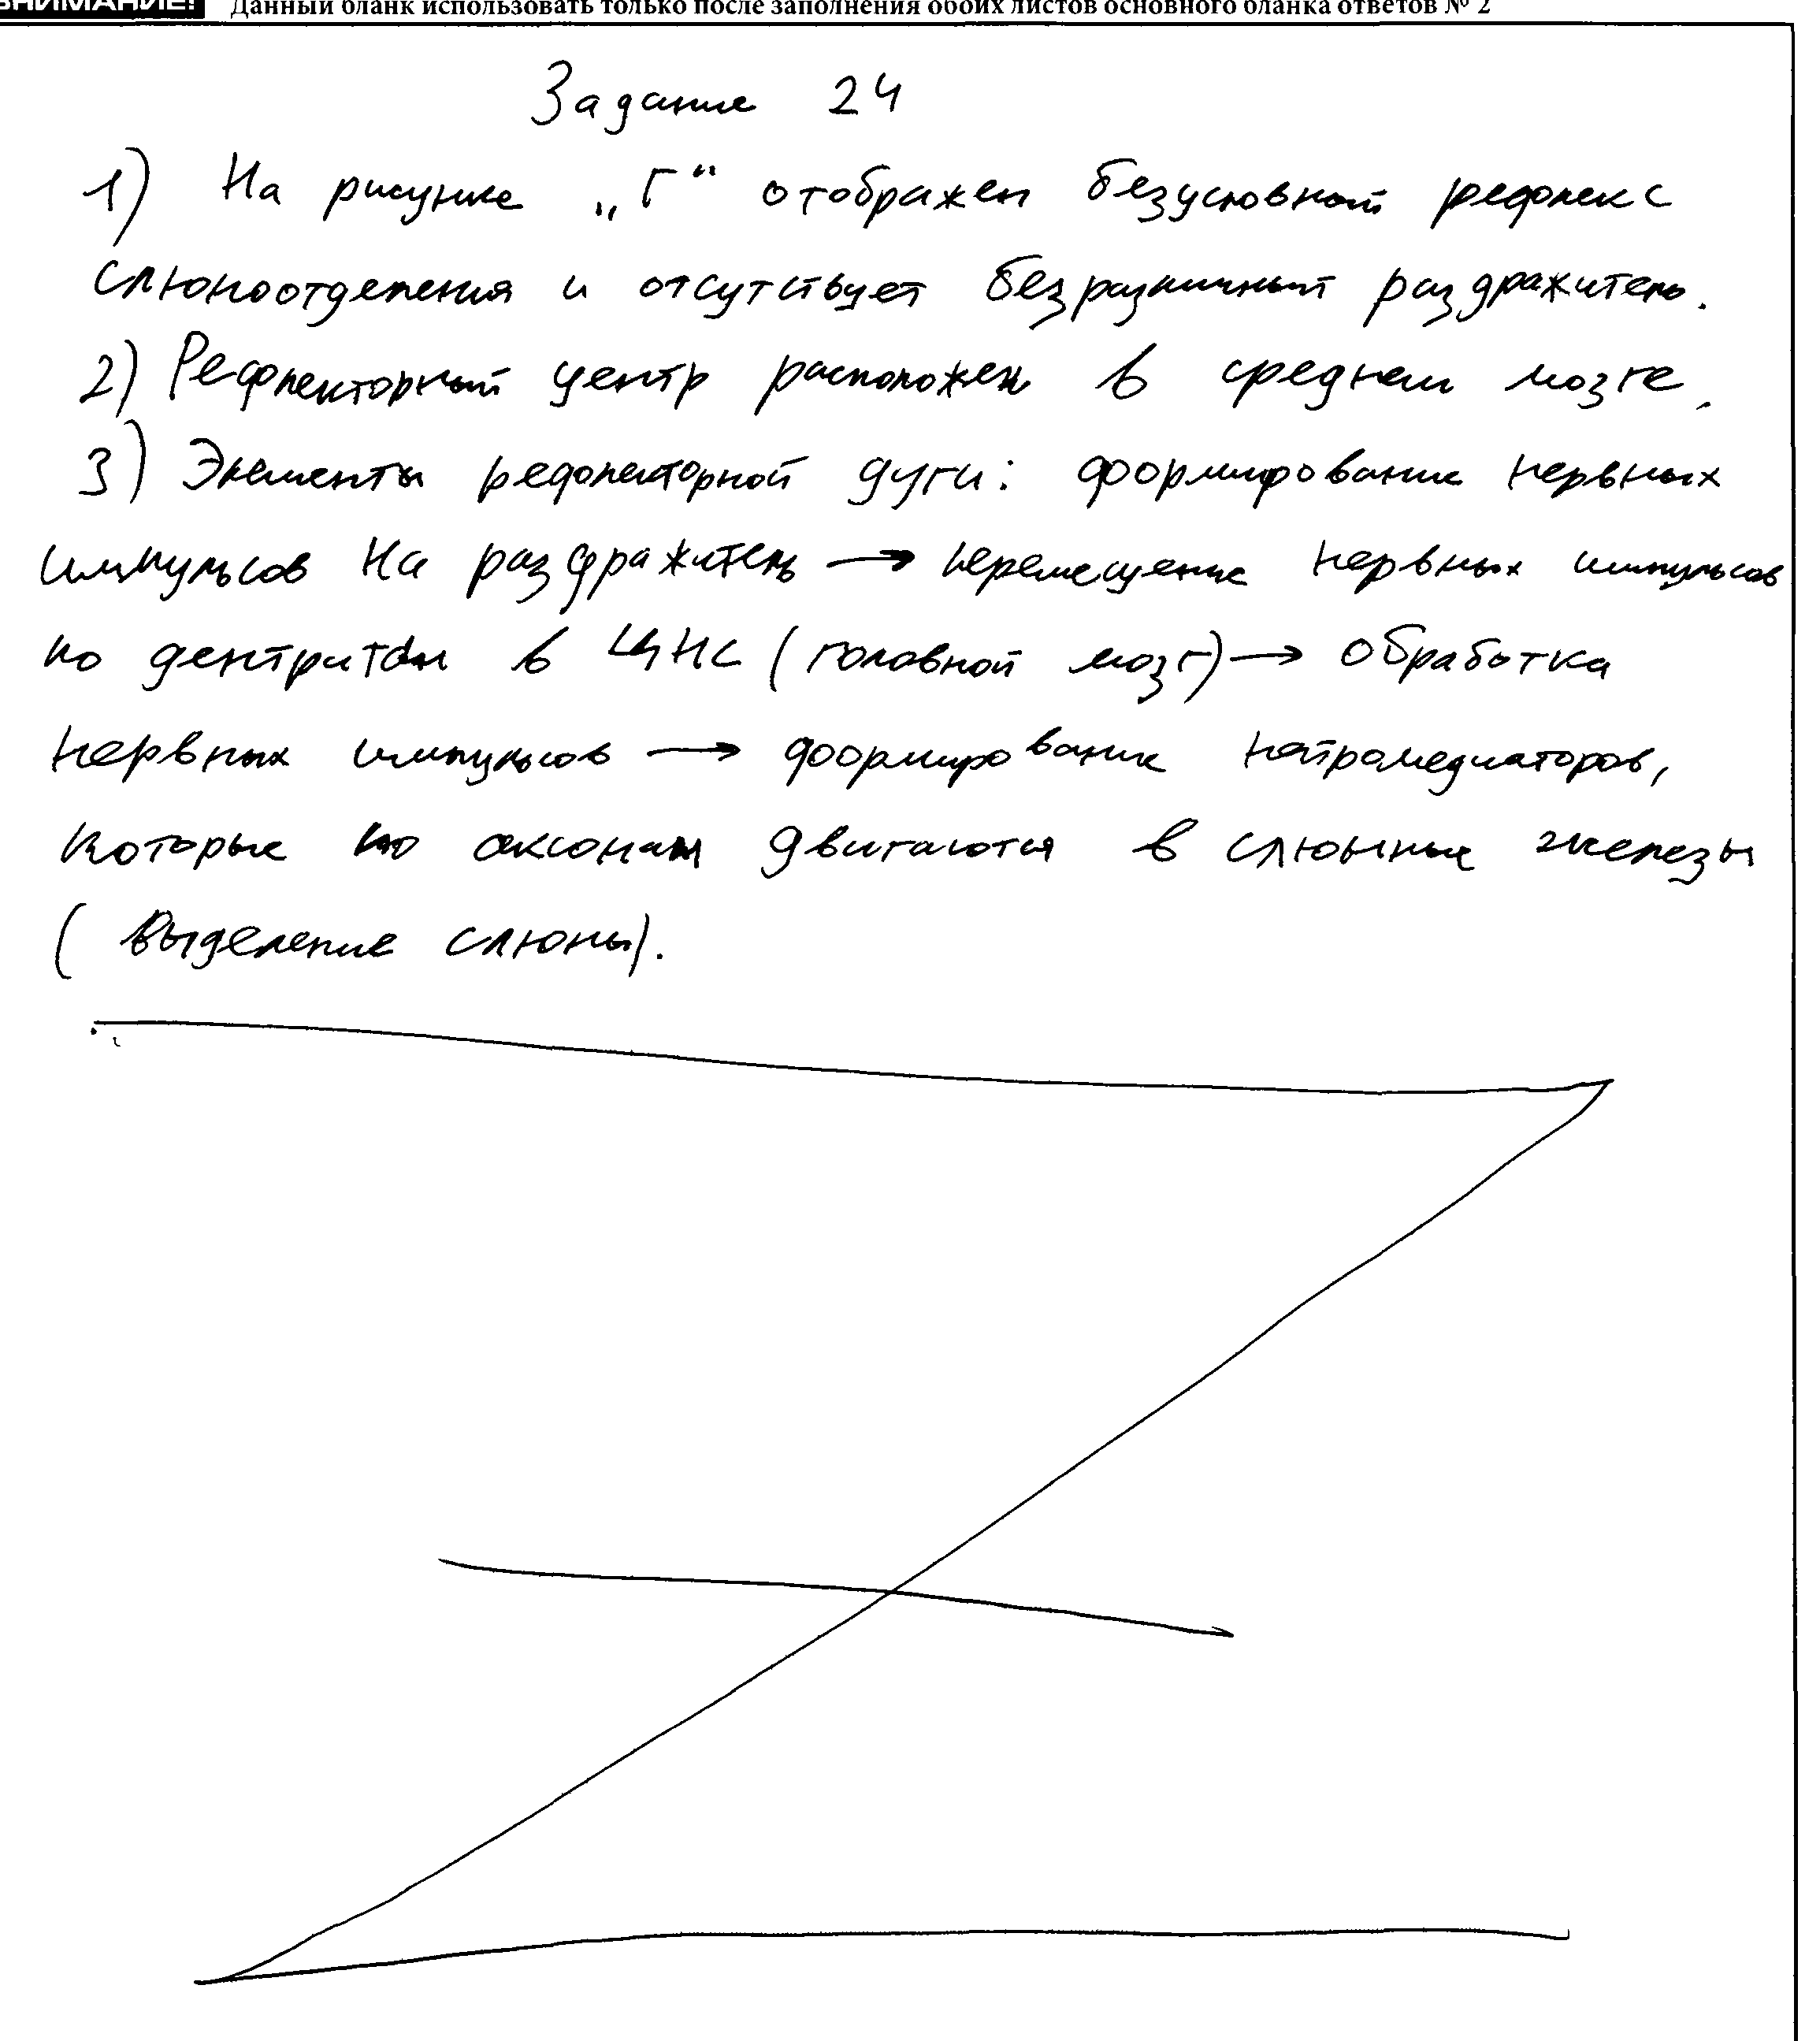 ВНИМАНИЕ! Данный бланк использовать только после заполнения обоих листов основного бланка ответов № 2
Задание 24
1) На рисунке „Г“ отображен безусловный рефлекс
слюноотделения и отсутствует безразличный раздражитель.
2) Рефлекторный центр расположен в среднем мозге.
3) Элементы рефлекторной дуги: формирование нервных
импульсов на раздражитель → перемещение нервных импульсов
по дентритам в ЦНС (головной мозг) → обработка
нервных импульсов → формирование нейромедиаторов,
которые по аксонам двигаются в слюнные железы
(выделение слюны).